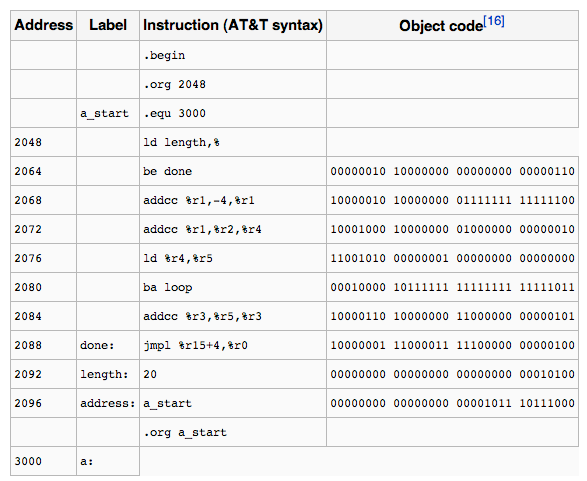 Address Label Instruction (AT&T syntax) Object code[16]
.begin
.org 2048
a_start .equ 3000
2048 ld length,%
2064 be done 00000010 10000000 00000000 00000110
2068 addcc %r1,-4,%r1 10000010 10000000 01111111 11111100
2072 addcc %r1,%r2,%r4 10001000 10000000 01000000 00000010
2076 ld %r4,%r5 11001010 00000001 00000000 00000000
2080 ba loop 00010000 10111111 11111111 11111011
2084 addcc %r3,%r5,%r3 10000110 10000000 11000000 00000101
2088 done: jmpl %r15+4,%r0 10000001 11000011 11100000 00000100
2092 length: 20 00000000 00000000 00000000 00010100
2096 address: a_start 00000000 00000000 00001011 10111000
.org a_start
3000 a: